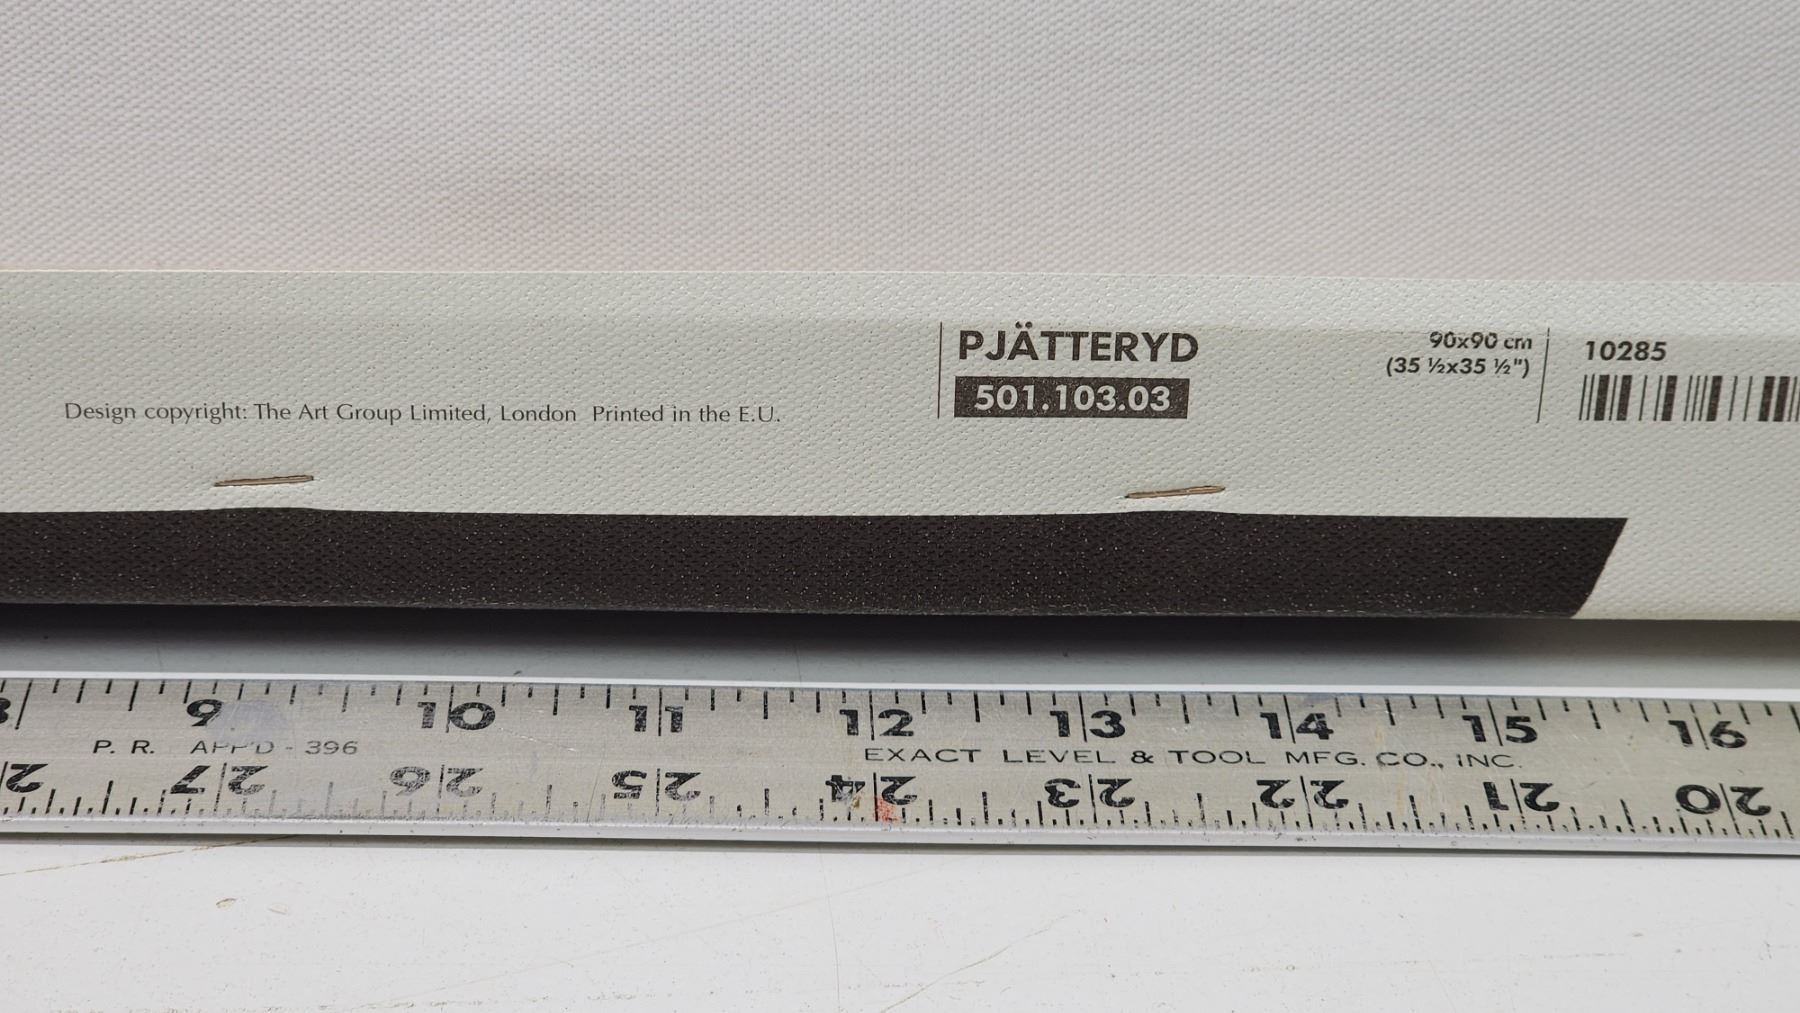 PJÄTTERYD
501.103.03
90x90 cm
(35 ½x35 ½")
10285
Design copyright: The Art Group Limited, London Printed in the E.U.
9 10 11 12 13 14 15 16
P. R. APP'D - 396
EXACT LEVEL & TOOL MFG. CO., INC.
27 26 25 24 23 22 21 20